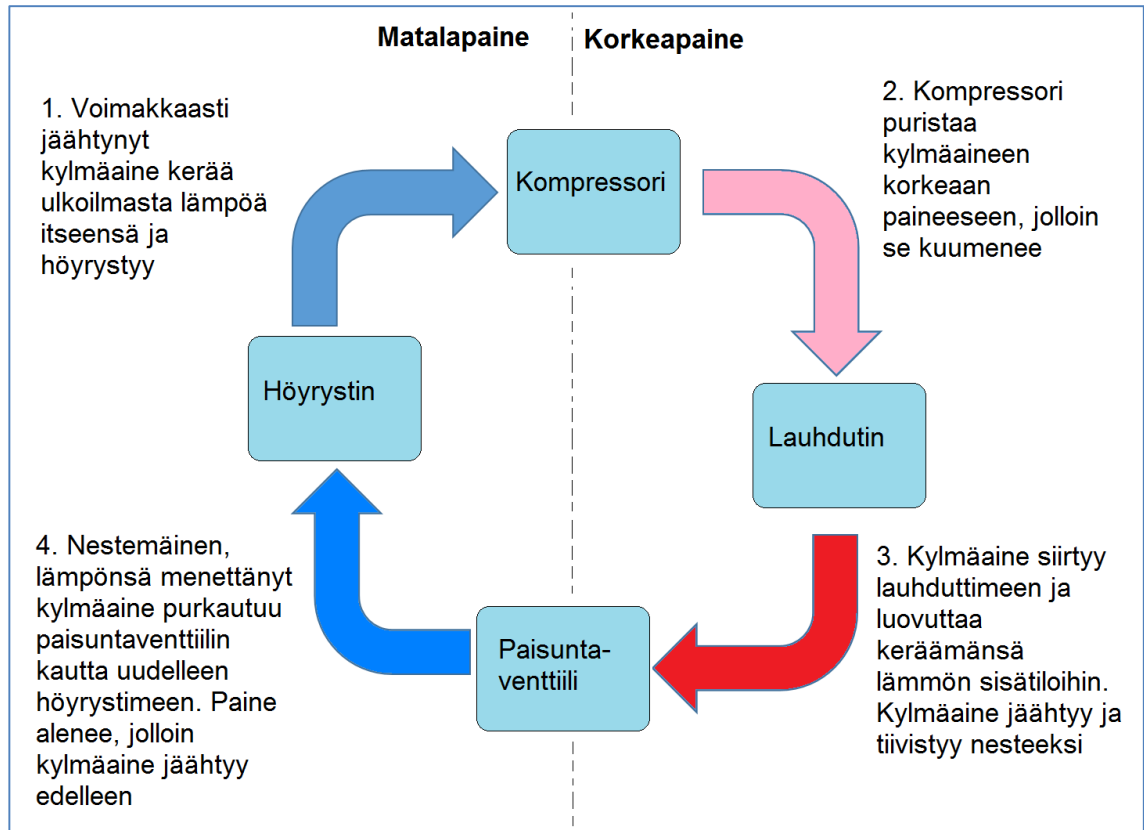 Matalapaine
Korkeapaine
1. Voimakkaasti
jäähtynyt
kylmäaine kerää
ulkoilmasta lämpöä
itseensä ja
höyrystyy
Kompressori
2. Kompressori
puristaa
kylmäaineen
korkeaan
paineeseen, jolloin
se kuumenee
Höyrystin
Lauhdutin
4. Nestemäinen,
lämpönsä menettänyt
kylmäaine purkautuu
paisuntaventtiilin
kautta uudelleen
höyrystimeen. Paine
alenee, jolloin
kylmäaine jäähtyy
edelleen
Paisunta-
venttiili
3. Kylmäaine siirtyy
lauhduttimeen ja
luovuttaa
keräämänsä
lämmön sisätiloihin.
Kylmäaine jäähtyy ja
tiivistyy nesteeksi